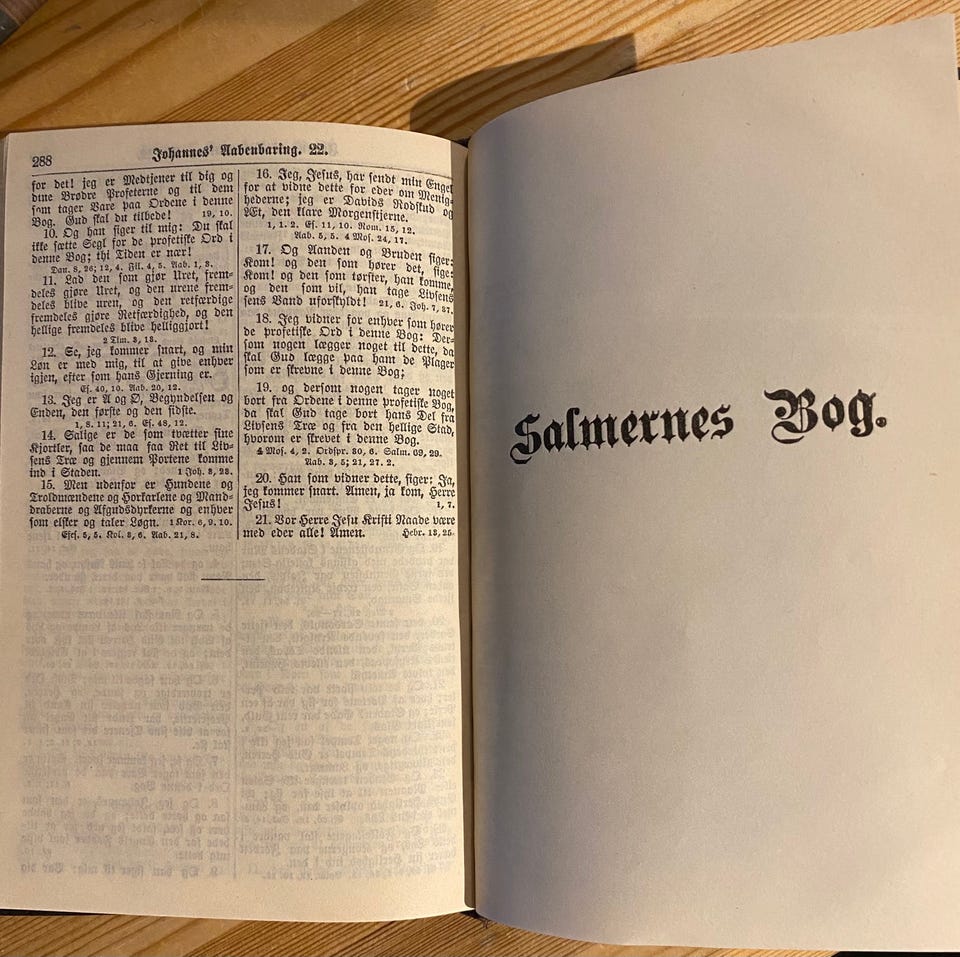 288
Johannes' Aabenbaring. 22.
for det! jeg er Medtjener til dig og
dine Brødre Profeterne og til dem
som tager Vare paa Ordene i denne
Bog. Gud skal du tilbede! 19, 10.
10. Og han siger til mig: Du skal
ikke sætte Segl for de profetiske Ord i
denne Bog; thi Tiden er nær!
Dan. 8, 26; 12, 4. Fil. 4, 5. Aab. 1, 3.
11. Lad den som gjør Uret, frem-
deles gjøre Uret, og den urene frem-
deles blive uren, og den retfærdige
fremdeles gjøre Retfærdighed, og den
hellige fremdeles blive helliggjort!
2 Tim. 3, 13.
12. Se, jeg kommer snart, og min
Løn er med mig, til at give enhver
igjen, efter som hans Gjerning er.
Es. 40, 10. Aab. 20, 12.
13. Jeg er A og Ø, Begyndelsen og
Enden, den første og den sidste.
1, 8. 11; 21, 6. Es. 48, 12.
14. Salige er de som tvætter sine
Kjortler, saa de maa faa Ret til Liv-
sens Træ og gjennem Portene komme
ind i Staden. 1 Joh. 3, 23.
15. Men udenfor er Hundene og
Troldmændene og Horkarlene og Mand-
draberne og Afgudsdyrkerne og enhver
som elsker og taler Løgn. 1 Kor. 6, 9. 10.
Efes. 5, 5. Kol. 3, 6. Aab. 21, 8.
16. Jeg, Jesus, har sendt min Engel
for at vidne dette for eder om Menig-
hederne; jeg er Davids Rodskud og
Æt, den klare Morgenstjerne.
1, 1. 2. Es. 11, 10. Rom. 15, 12.
Aab. 5, 5. 4 Mos. 24, 17.
17. Og Aanden og Bruden siger:
Kom! og den som hører det, sige:
Kom! og den som tørster, han komme,
og den som vil, han tage Livsens
sens Vand uforskyldt! 21, 6. Joh. 7, 37.
18. Jeg vidner for enhver som hører
de profetiske Ord i denne Bog: Der-
som nogen lægger noget til dette, da
skal Gud lægge paa ham de Plager
som er skrevne i denne Bog;
19. og dersom nogen tager noget
bort fra Ordene i denne profetiske Bog,
da skal Gud tage bort hans Del fra
Livsens Træ og fra den hellige Stad,
hvorom er skrevet i denne Bog.
4 Mos. 4, 2. Ordspr. 30, 6. Salm. 69, 29.
Aab. 3, 5; 21, 27. 2.
20. Han som vidner dette, siger: Ja,
jeg kommer snart. Amen, ja kom, Herre
Jesus! 1, 7.
21. Vor Herre Jesu Kristi Naade være
med eder alle! Amen. Hebr. 13, 25.
Salmernes Bog.